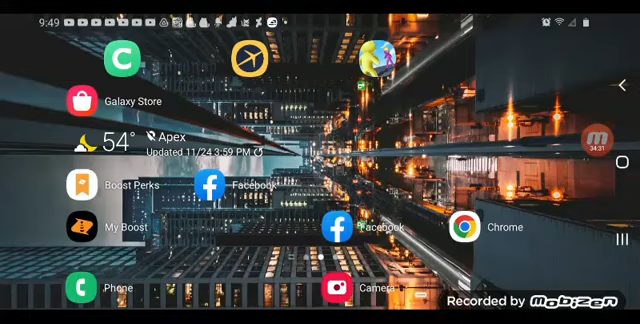 9:49
C
Galaxy Store
54°
Apex
Updated 11/24 3:59 PM
Boost Perks
Facebook
My Boost
Facebook
Chrome
Phone
Camera
34:31
Recorded by Mobizen